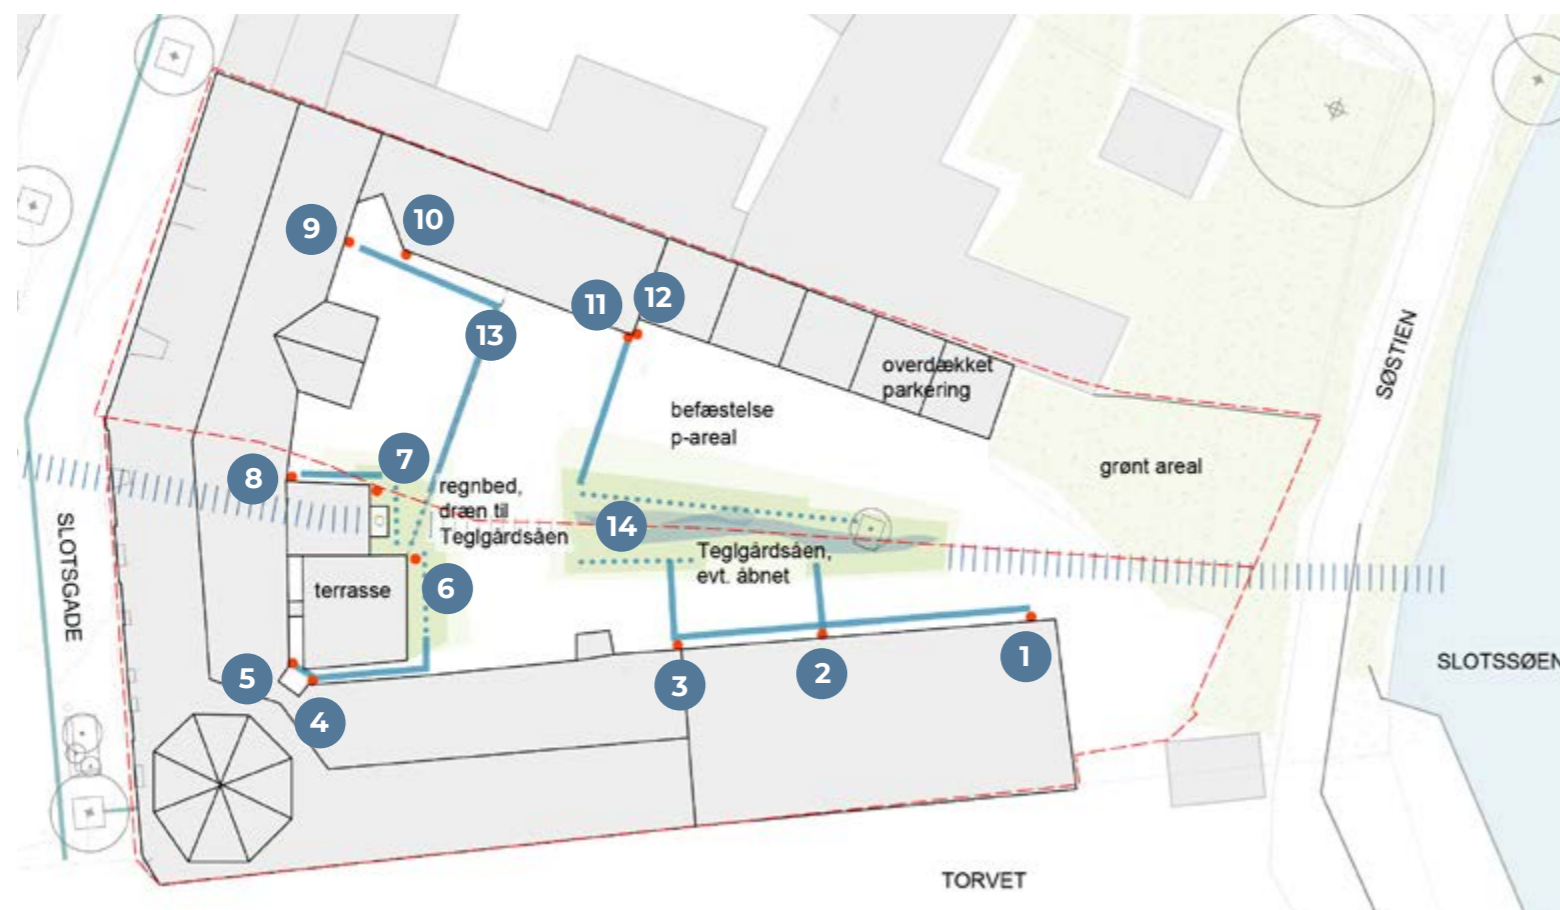 9
10
11
12
13
overdækket
parkering
SØSTIEN
befæstelse
p-areal
grønt areal
7
8
regnbed,
dræn til
Teglgårdsåen
14
Teglgårdsåen,
evt. åbnet
SLOTSGADE
terrasse
6
5
4
3
2
1
SLOTSSØEN
TORVET